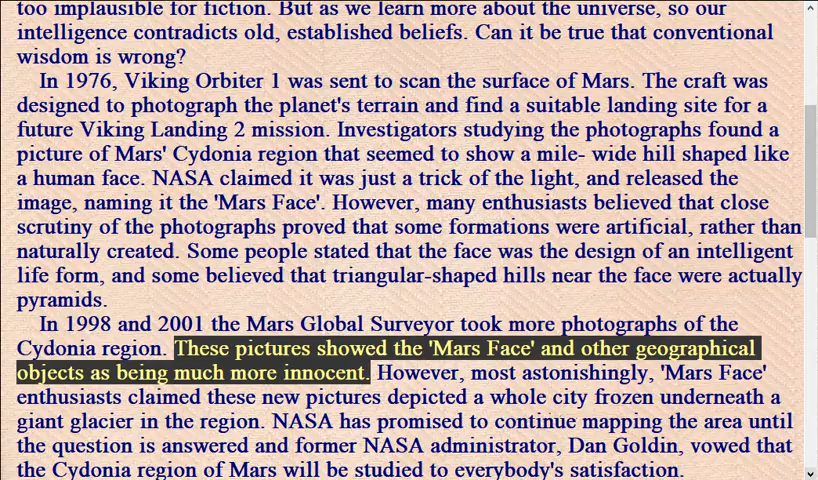 too implausible for fiction. But as we learn more about the universe, so our
intelligence contradicts old, established beliefs. Can it be true that conventional
wisdom is wrong?
In 1976, Viking Orbiter 1 was sent to scan the surface of Mars. The craft was
designed to photograph the planet's terrain and find a suitable landing site for a
future Viking Landing 2 mission. Investigators studying the photographs found a
picture of Mars' Cydonia region that seemed to show a mile- wide hill shaped like
a human face. NASA claimed it was just a trick of the light, and released the
image, naming it the 'Mars Face'. However, many enthusiasts believed that close
scrutiny of the photographs proved that some formations were artificial, rather than
naturally created. Some people stated that the face was the design of an intelligent
life form, and some believed that triangular-shaped hills near the face were actually
pyramids.
In 1998 and 2001 the Mars Global Surveyor took more photographs of the
Cydonia region. These pictures showed the 'Mars Face' and other geographical
objects as being much more innocent. However, most astonishingly, 'Mars Face'
enthusiasts claimed these new pictures depicted a whole city frozen underneath a
giant glacier in the region. NASA has promised to continue mapping the area until
the question is answered and former NASA administrator, Dan Goldin, vowed that
the Cydonia region of Mars will be studied to everybody's satisfaction.